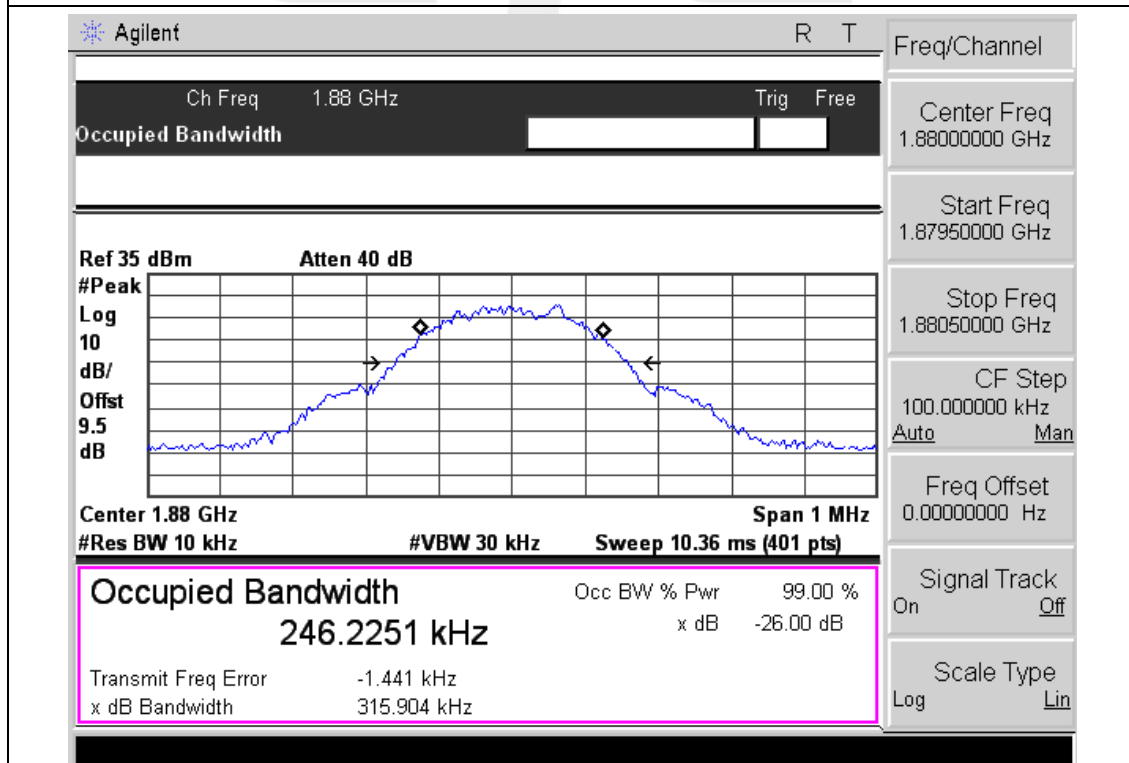 Agilent R T
Ch Freq 1.88 GHz Trig Free
Occupied Bandwidth
Ref 35 dBm Atten 40 dB
#Peak
Log
10
dB/
Offst
9.5
dB
Center 1.88 GHz Span 1 MHz
#Res BW 10 kHz #VBW 30 kHz Sweep 10.36 ms (401 pts)
Occupied Bandwidth Occ BW % Pwr 99.00 %
246.2251 kHz x dB -26.00 dB
Transmit Freq Error -1.441 kHz
x dB Bandwidth 315.904 kHz
Freq/Channel
Center Freq
1.88000000 GHz
Start Freq
1.87950000 GHz
Stop Freq
1.88050000 GHz
CF Step
100.000000 kHz
Auto Man
Freq Offset
0.00000000 Hz
Signal Track
On Off
Scale Type
Log Lin